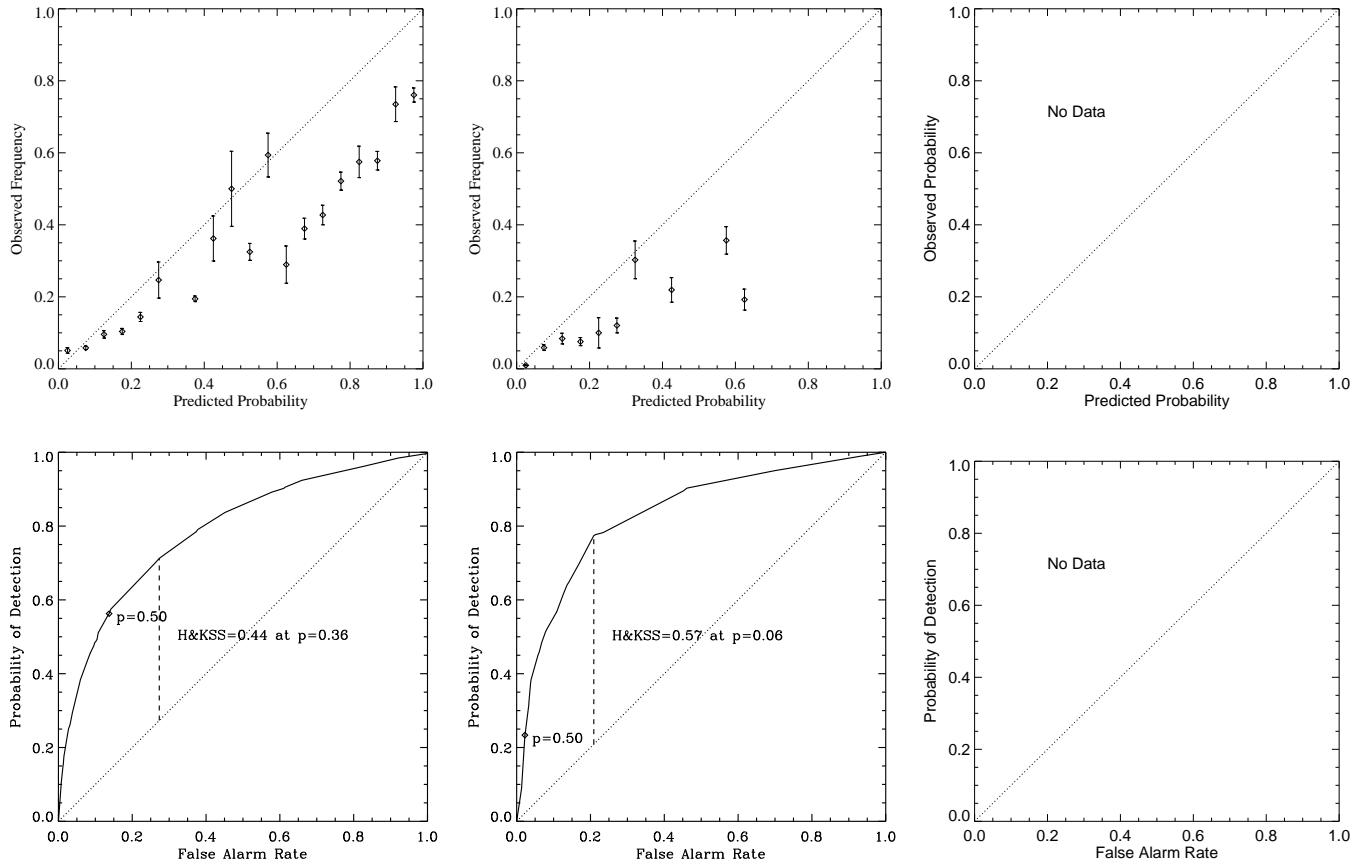 1.0
0.8
0.6
0.4
0.2
0.0
Observed Frequency
0.0 0.2 0.4 0.6 0.8 1.0
Predicted Probability
1.0
0.8
0.6
0.4
0.2
0.0
Observed Frequency
0.0 0.2 0.4 0.6 0.8 1.0
Predicted Probability
1.0
0.8
0.6
0.4
0.2
0.0
Observed Probability
No Data
0.0 0.2 0.4 0.6 0.8 1.0
Predicted Probability
1.0
0.8
0.6
0.4
0.2
0.0
Probability of Detection
p=0.50
H&KSS=0.44 at p=0.36
0.0 0.2 0.4 0.6 0.8 1.0
False Alarm Rate
1.0
0.8
0.6
0.4
0.2
0.0
Probability of Detection
H&KSS=0.57 at p=0.06
p=0.50
0.0 0.2 0.4 0.6 0.8 1.0
False Alarm Rate
1.0
0.8
0.6
0.4
0.2
0.0
Probability of Detection
No Data
0.0 0.2 0.4 0.6 0.8 1.0
False Alarm Rate